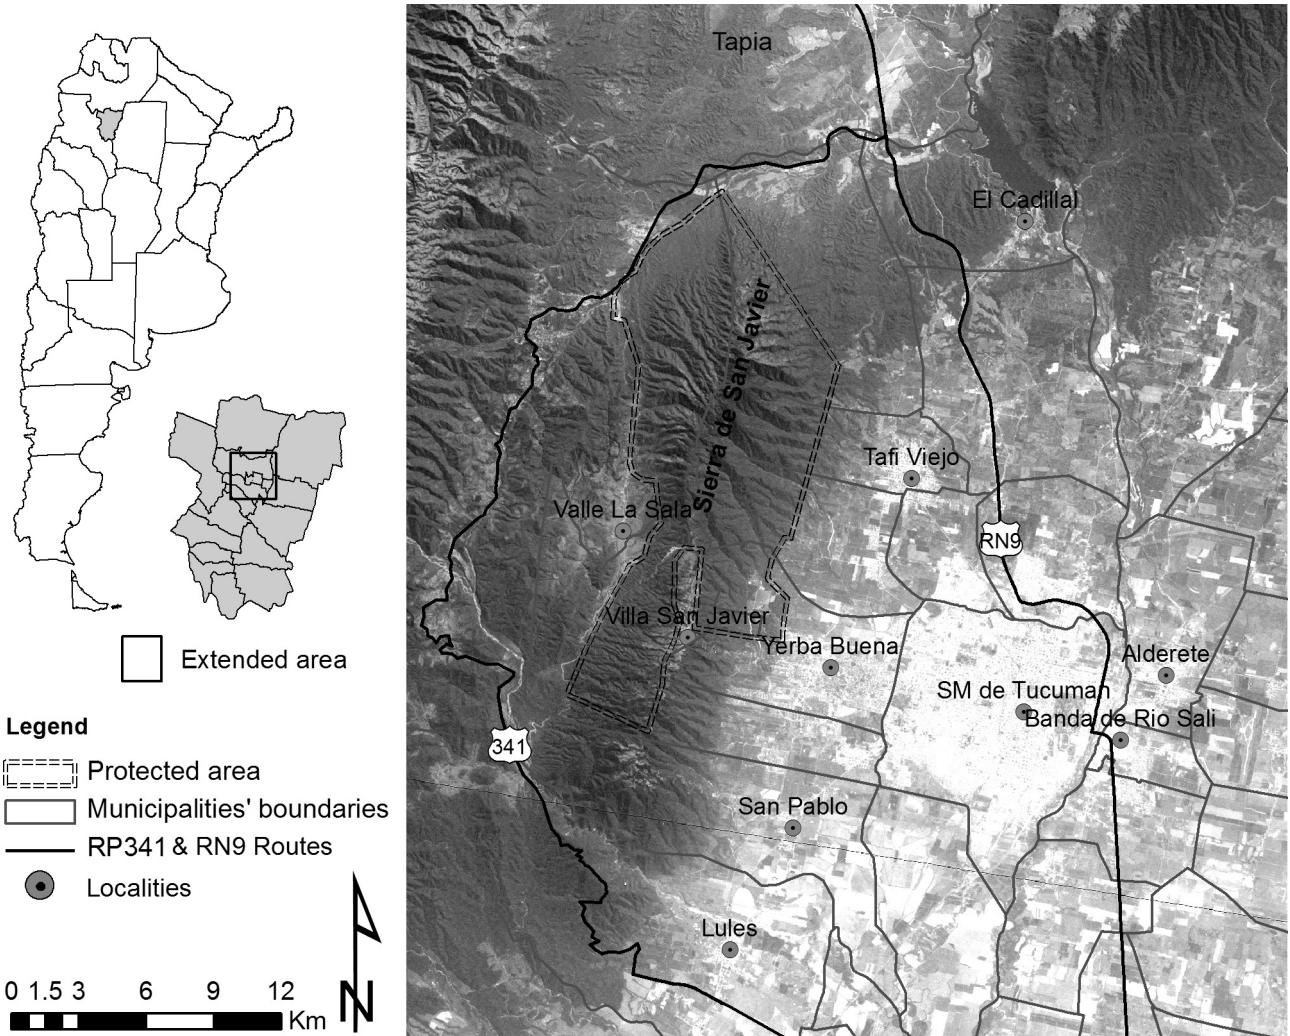 Tapia
El Cadillal
Sierra de San Javier
Tafi Viejo
Valle La Sala
RN9
Villa San Javier
Yerba Buena
Alderete
SM de Tucuman
Banda de Rio Sali
341
San Pablo
Lules
Extended area
Legend
Protected area
Municipalities' boundaries
RP341 & RN9 Routes
Localities
N
0 1.5 3 6 9 12
Km